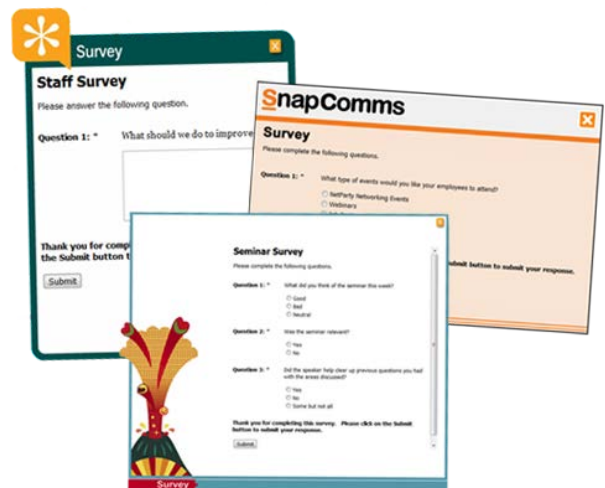 Survey
Staff Survey
Please answer the following question.
Question 1: * What should we do to improve
Thank you for comp
the Submit button t
Submit
SnapComms
Survey
Please complete the following questions.
Question 1: * What type of events would you like your employees to attend?
NetParty Networking Events
Webinars
ubmit button to submit your response.
Seminar Survey
Please complete the following questions.
Question 1: * What did you think of the seminar this week?
Good
Bad
Neutral
Question 2: * Was the seminar relevant?
Yes
No
Question 3: * Did the speaker help clear up previous questions you had
with the areas discussed?
Yes
No
Some but not all
Thank you for completing this survey. Please click on the Submit
button to submit your response.
Submit
Survey